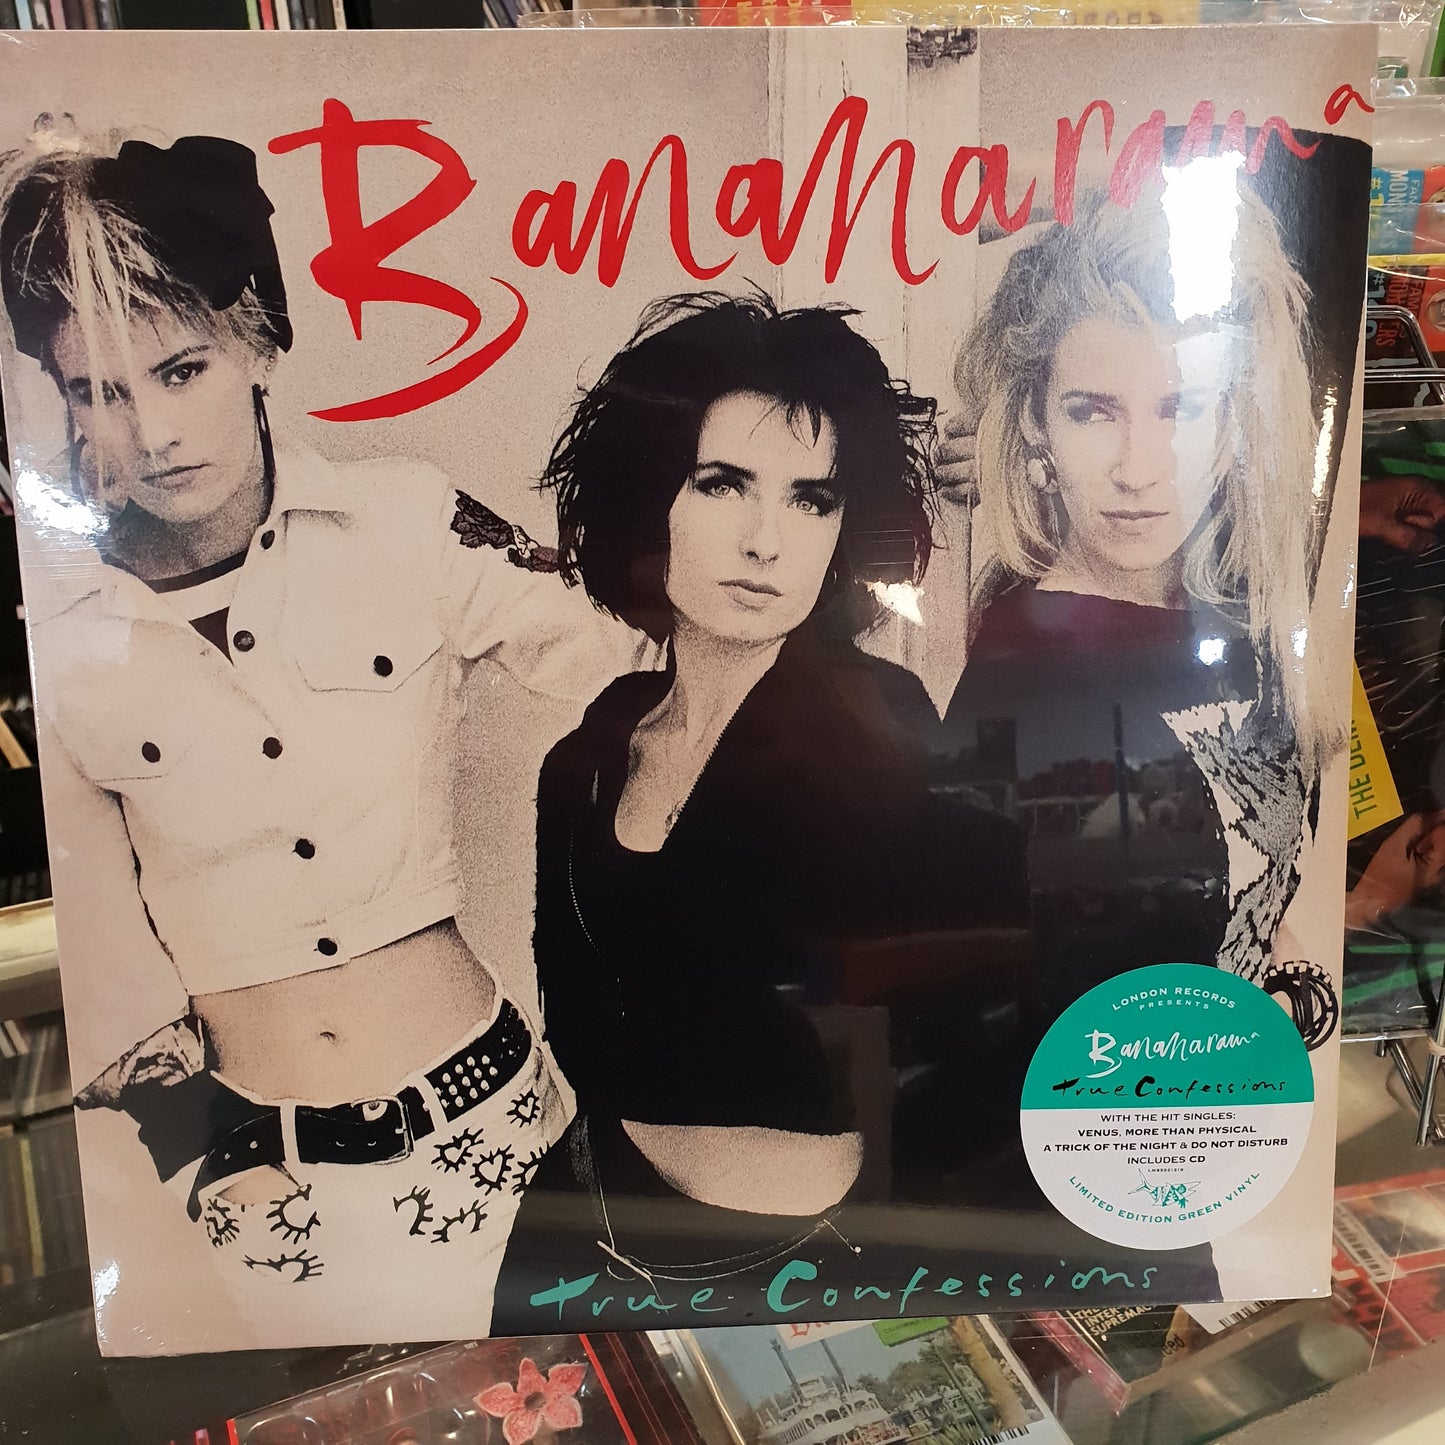 Bananarama
True Confessions
LONDON RECORDS
PRESENTS
Bananarama
True Confessions
WITH THE HIT SINGLES:
VENUS, MORE THAN PHYSICAL
A TRICK OF THE NIGHT & DO NOT DISTURB
INCLUDES CD
LIMITED EDITION GREEN VINYL